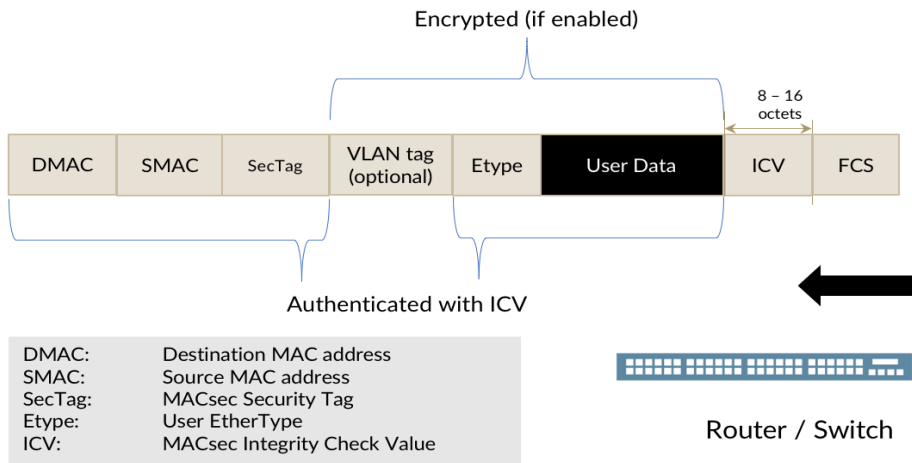 Encrypted (if enabled)
8 – 16
octets
DMAC
SMAC
SecTag
VLAN tag
(optional)
Etype
User Data
ICV
FCS
Authenticated with ICV
DMAC: Destination MAC address
SMAC: Source MAC address
SecTag: MACsec Security Tag
Etype: User EtherType
ICV: MACsec Integrity Check Value
Router / Switch